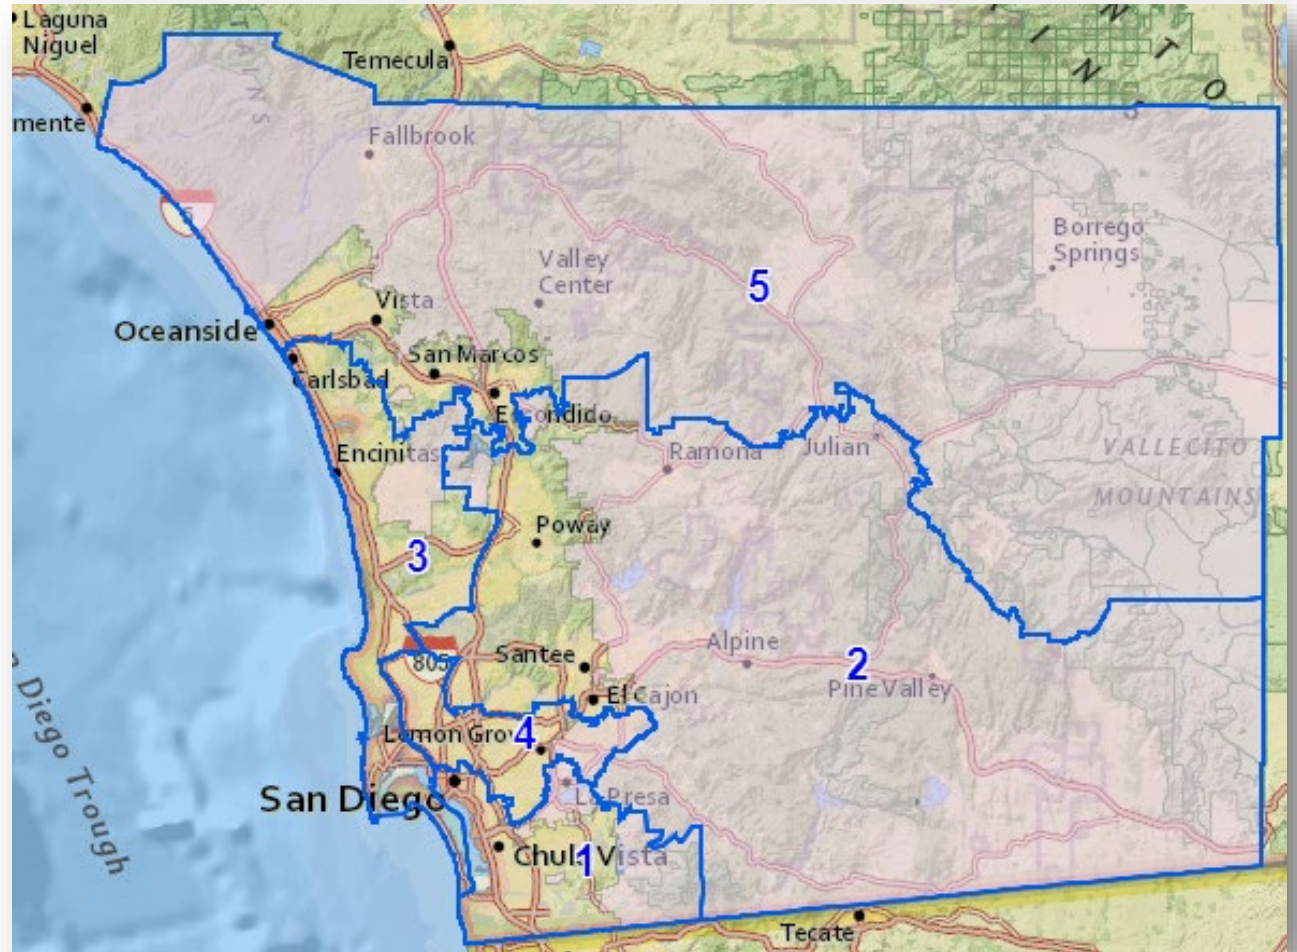 Laguna
Niguel
Temecula
mente
Fallbrook
5
Borrego
Springs
Valley
Center
5
Vista
Oceanside
San Marcos
Carlsbad
Escondido
Encinitas
Ramona
Julian
VALLECITO
MOUNTAINS
Poway
3
805
Santee
Alpine
2
Pine Valley
El Cajon
Lemon Grove
4
San Diego
La Presa
Chula Vista
1
Diego Trough
Tecate